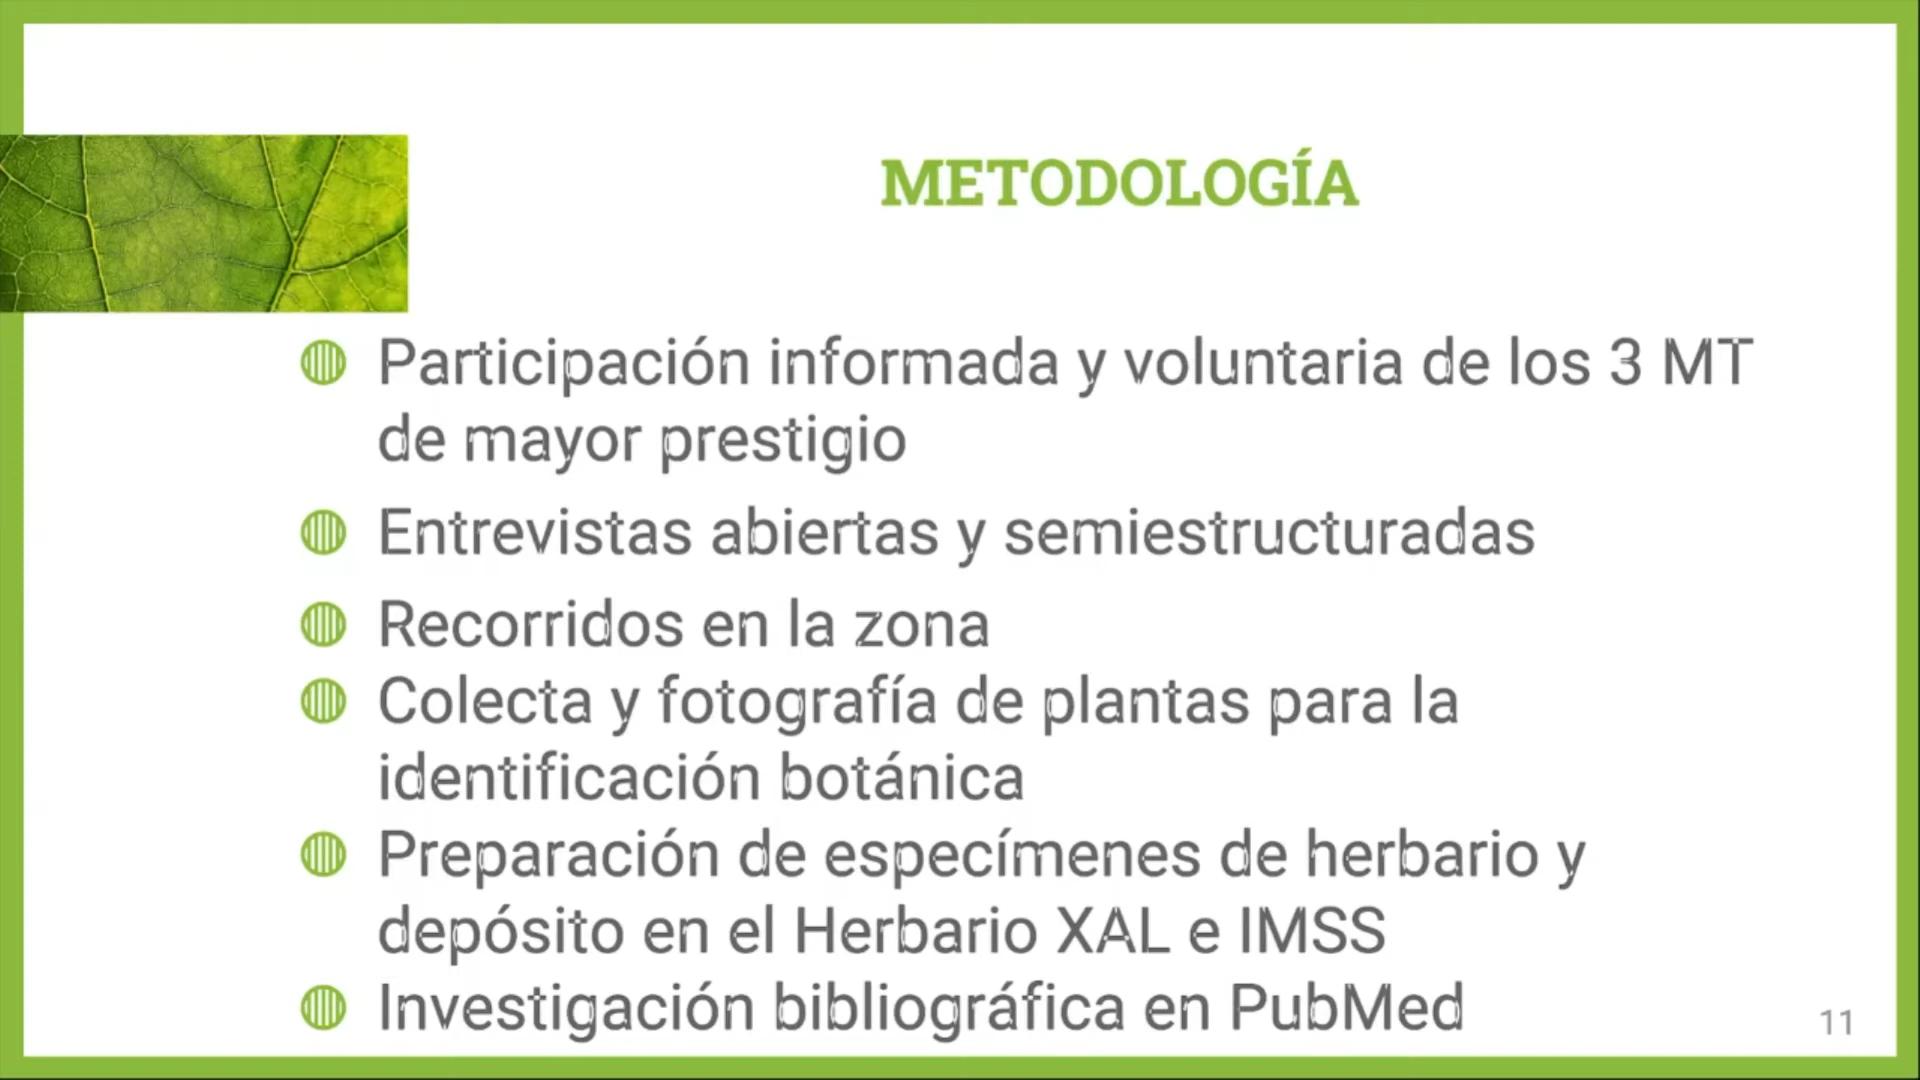 METODOLOGÍA
Participación informada y voluntaria de los 3 MT
de mayor prestigio
Entrevistas abiertas y semiestructuradas
Recorridos en la zona
Colecta y fotografía de plantas para la
identificación botánica
Preparación de especímenes de herbario y
depósito en el Herbario XAL e IMSS
Investigación bibliográfica en PubMed
11